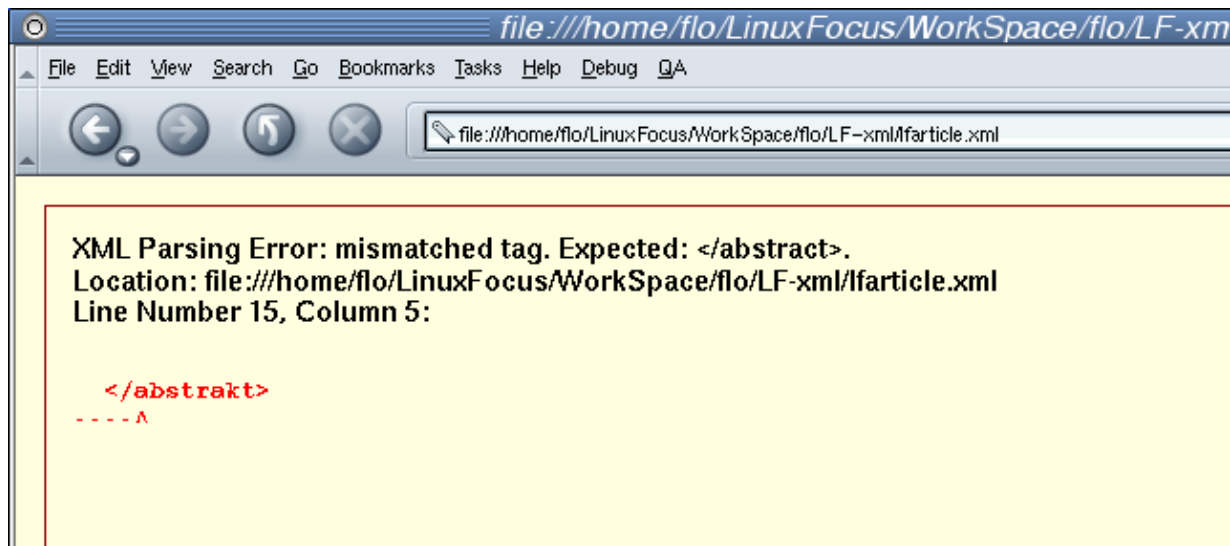 file:///home/flo/LinuxFocus/WorkSpace/flo/LF-xm
File Edit View Search Go Bookmarks Tasks Help Debug QA
file:///home/flo/LinuxFocus/WorkSpace/flo/LF-xml/lfarticle.xml
XML Parsing Error: mismatched tag. Expected: </abstract>.
Location: file:///home/flo/LinuxFocus/WorkSpace/flo/LF-xml/lfarticle.xml
Line Number 15, Column 5:
</abstrakt>
----^